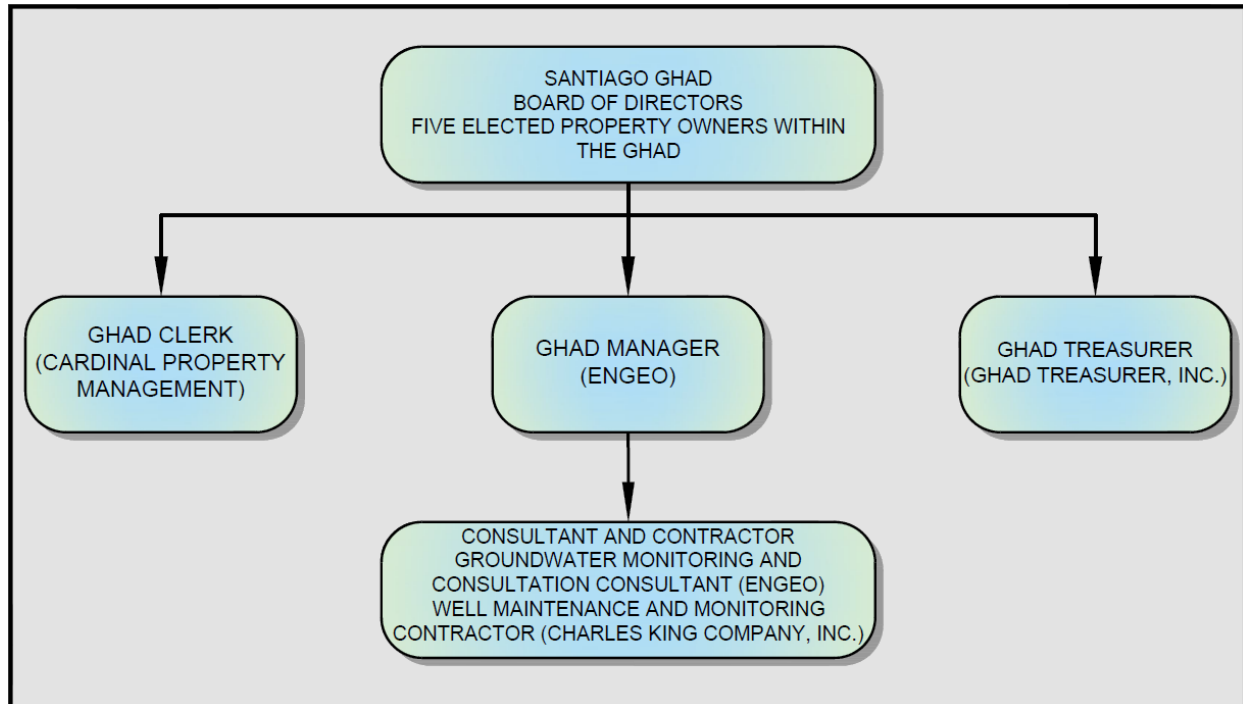 SANTIAGO GHAD
BOARD OF DIRECTORS
FIVE ELECTED PROPERTY OWNERS WITHIN
THE GHAD
GHAD CLERK
(CARDINAL PROPERTY
MANAGEMENT)
GHAD MANAGER
(ENGEO)
GHAD TREASURER
(GHAD TREASURER, INC.)
CONSULTANT AND CONTRACTOR
GROUNDWATER MONITORING AND
CONSULTATION CONSULTANT (ENGEO)
WELL MAINTENANCE AND MONITORING
CONTRACTOR (CHARLES KING COMPANY, INC.)